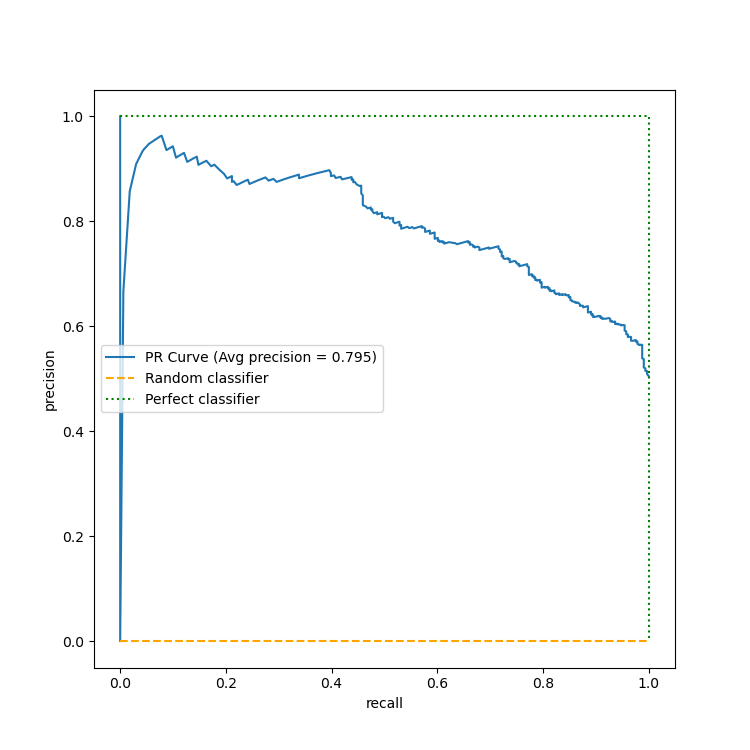 1.0
0.8
0.6
0.4
0.2
0.0
precision
PR Curve (Avg precision = 0.795)
Random classifier
Perfect classifier
0.0 0.2 0.4 0.6 0.8 1.0
recall